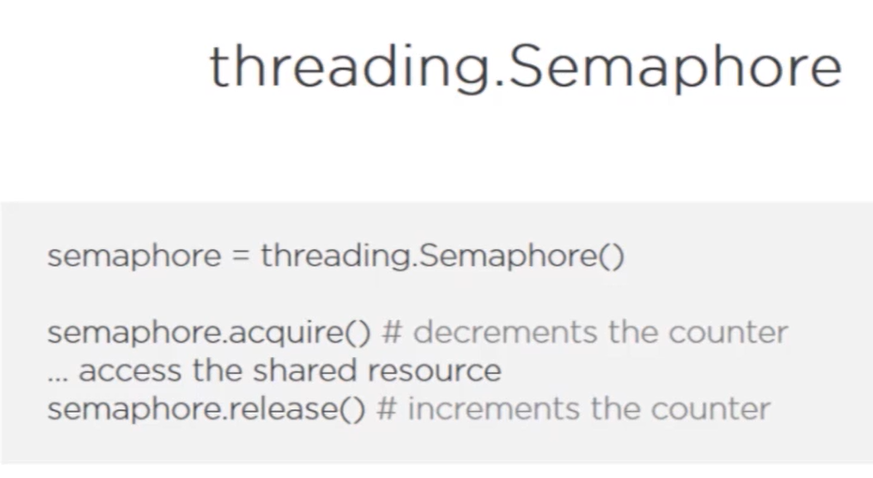 threading.Semaphore
semaphore = threading.Semaphore()
semaphore.acquire() # decrements the counter
... access the shared resource
semaphore.release() # increments the counter